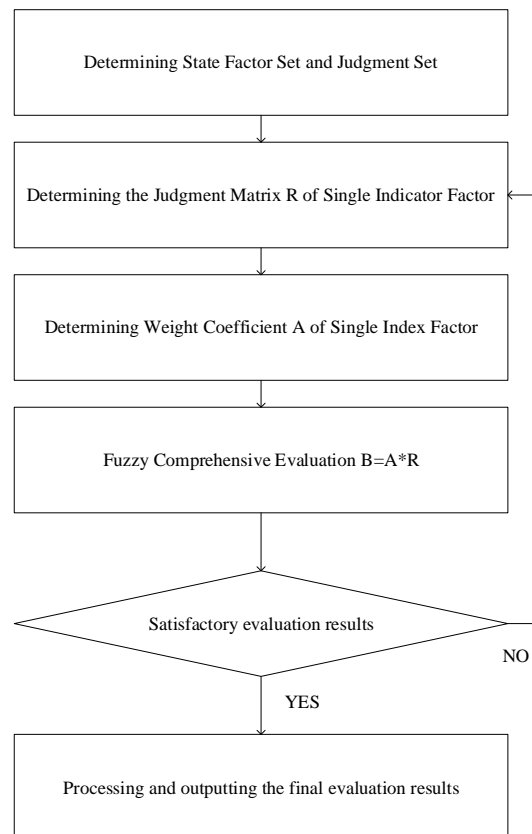 Determining State Factor Set and Judgment Set
Determining the Judgment Matrix R of Single Indicator Factor
Determining Weight Coefficient A of Single Index Factor
Fuzzy Comprehensive Evaluation B=A*R
Satisfactory evaluation results
NO
YES
Processing and outputting the final evaluation results